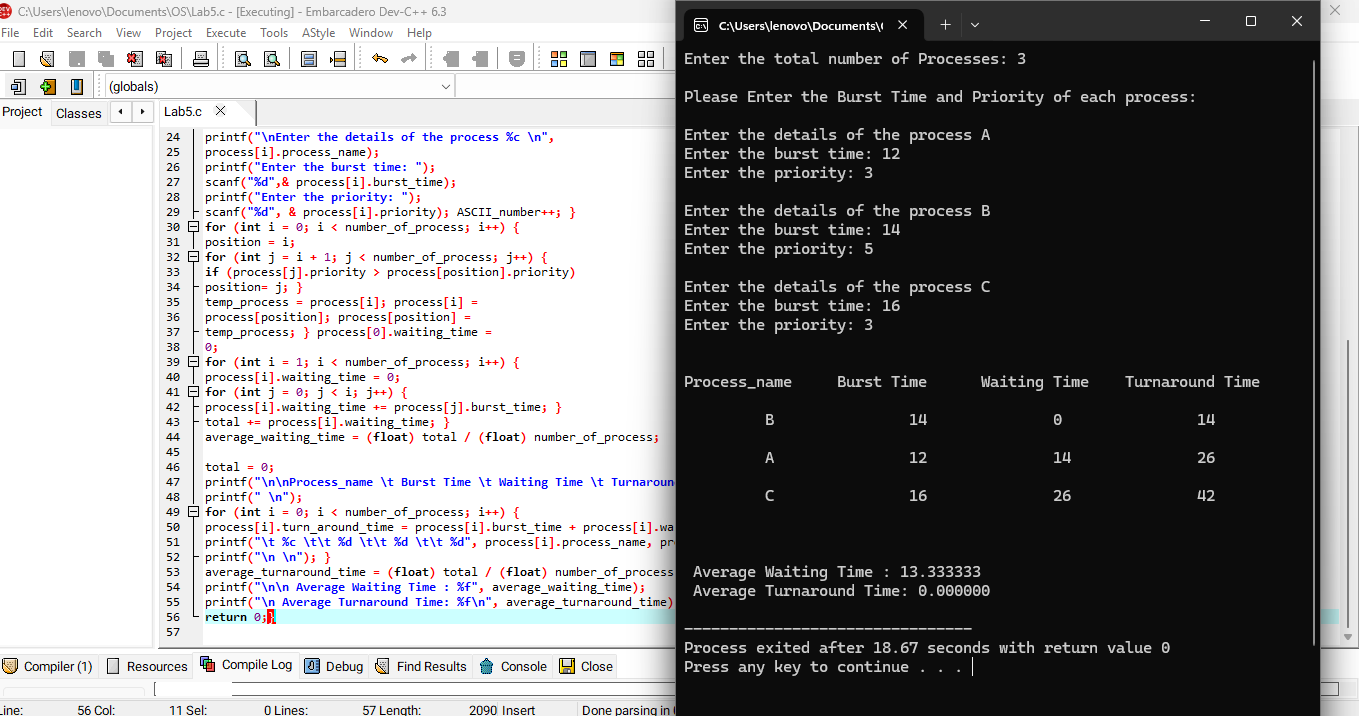 C:\Users\lenovo\Documents\OS\Lab5.c - [Executing] - Embarcadero Dev-C++ 6.3
File Edit Search View Project Execute Tools AStyle Window Help
(globals)
Project Classes
Lab5.c
24 printf("\nEnter the details of the process %c \n",
25 process[i].process_name);
26 printf("Enter the burst time: ");
27 scanf("%d",& process[i].burst_time);
28 printf("Enter the priority: ");
29 scanf("%d", & process[i].priority); ASCII_number++; }
30 for (int i = 0; i < number_of_process; i++) {
31 position = i;
32 for (int j = i + 1; j < number_of_process; j++) {
33 if (process[j].priority > process[position].priority)
34 position= j; }
35 temp_process = process[i]; process[i] =
36 process[position]; process[position] =
37 temp_process; } process[0].waiting_time =
38 0;
39 for (int i = 1; i < number_of_process; i++) {
40 process[i].waiting_time = 0;
41 for (int j = 0; j < i; j++) {
42 process[i].waiting_time += process[j].burst_time; }
43 total += process[i].waiting_time; }
44 average_waiting_time = (float) total / (float) number_of_process;
45
46 total = 0;
47 printf("\n\nProcess_name \t Burst Time \t Waiting Time \t Turnaroun
48 printf(" \n");
49 for (int i = 0; i < number_of_process; i++) {
50 process[i].turn_around_time = process[i].burst_time + process[i].wa
51 printf("\t %c \t\t %d \t\t %d \t\t %d", process[i].process_name, pr
52 printf("\n \n"); }
53 average_turnaround_time = (float) total / (float) number_of_process
54 printf("\n\n Average Waiting Time : %f", average_waiting_time);
55 printf("\n Average Turnaround Time: %f\n", average_turnaround_time)
56 return 0;}
57
Compiler (1) Resources Compile Log Debug Find Results Console Close
Line: 56 Col: 11 Sel: 0 Lines: 57 Length: 2090 Insert Done parsing in
C:\Users\lenovo\Documents\
Enter the total number of Processes: 3
Please Enter the Burst Time and Priority of each process:
Enter the details of the process A
Enter the burst time: 12
Enter the priority: 3
Enter the details of the process B
Enter the burst time: 14
Enter the priority: 5
Enter the details of the process C
Enter the burst time: 16
Enter the priority: 3
Process_name Burst Time Waiting Time Turnaround Time
B 14 0 14
A 12 14 26
C 16 26 42
Average Waiting Time : 13.333333
Average Turnaround Time: 0.000000
--------------------------------
Process exited after 18.67 seconds with return value 0
Press any key to continue . . .